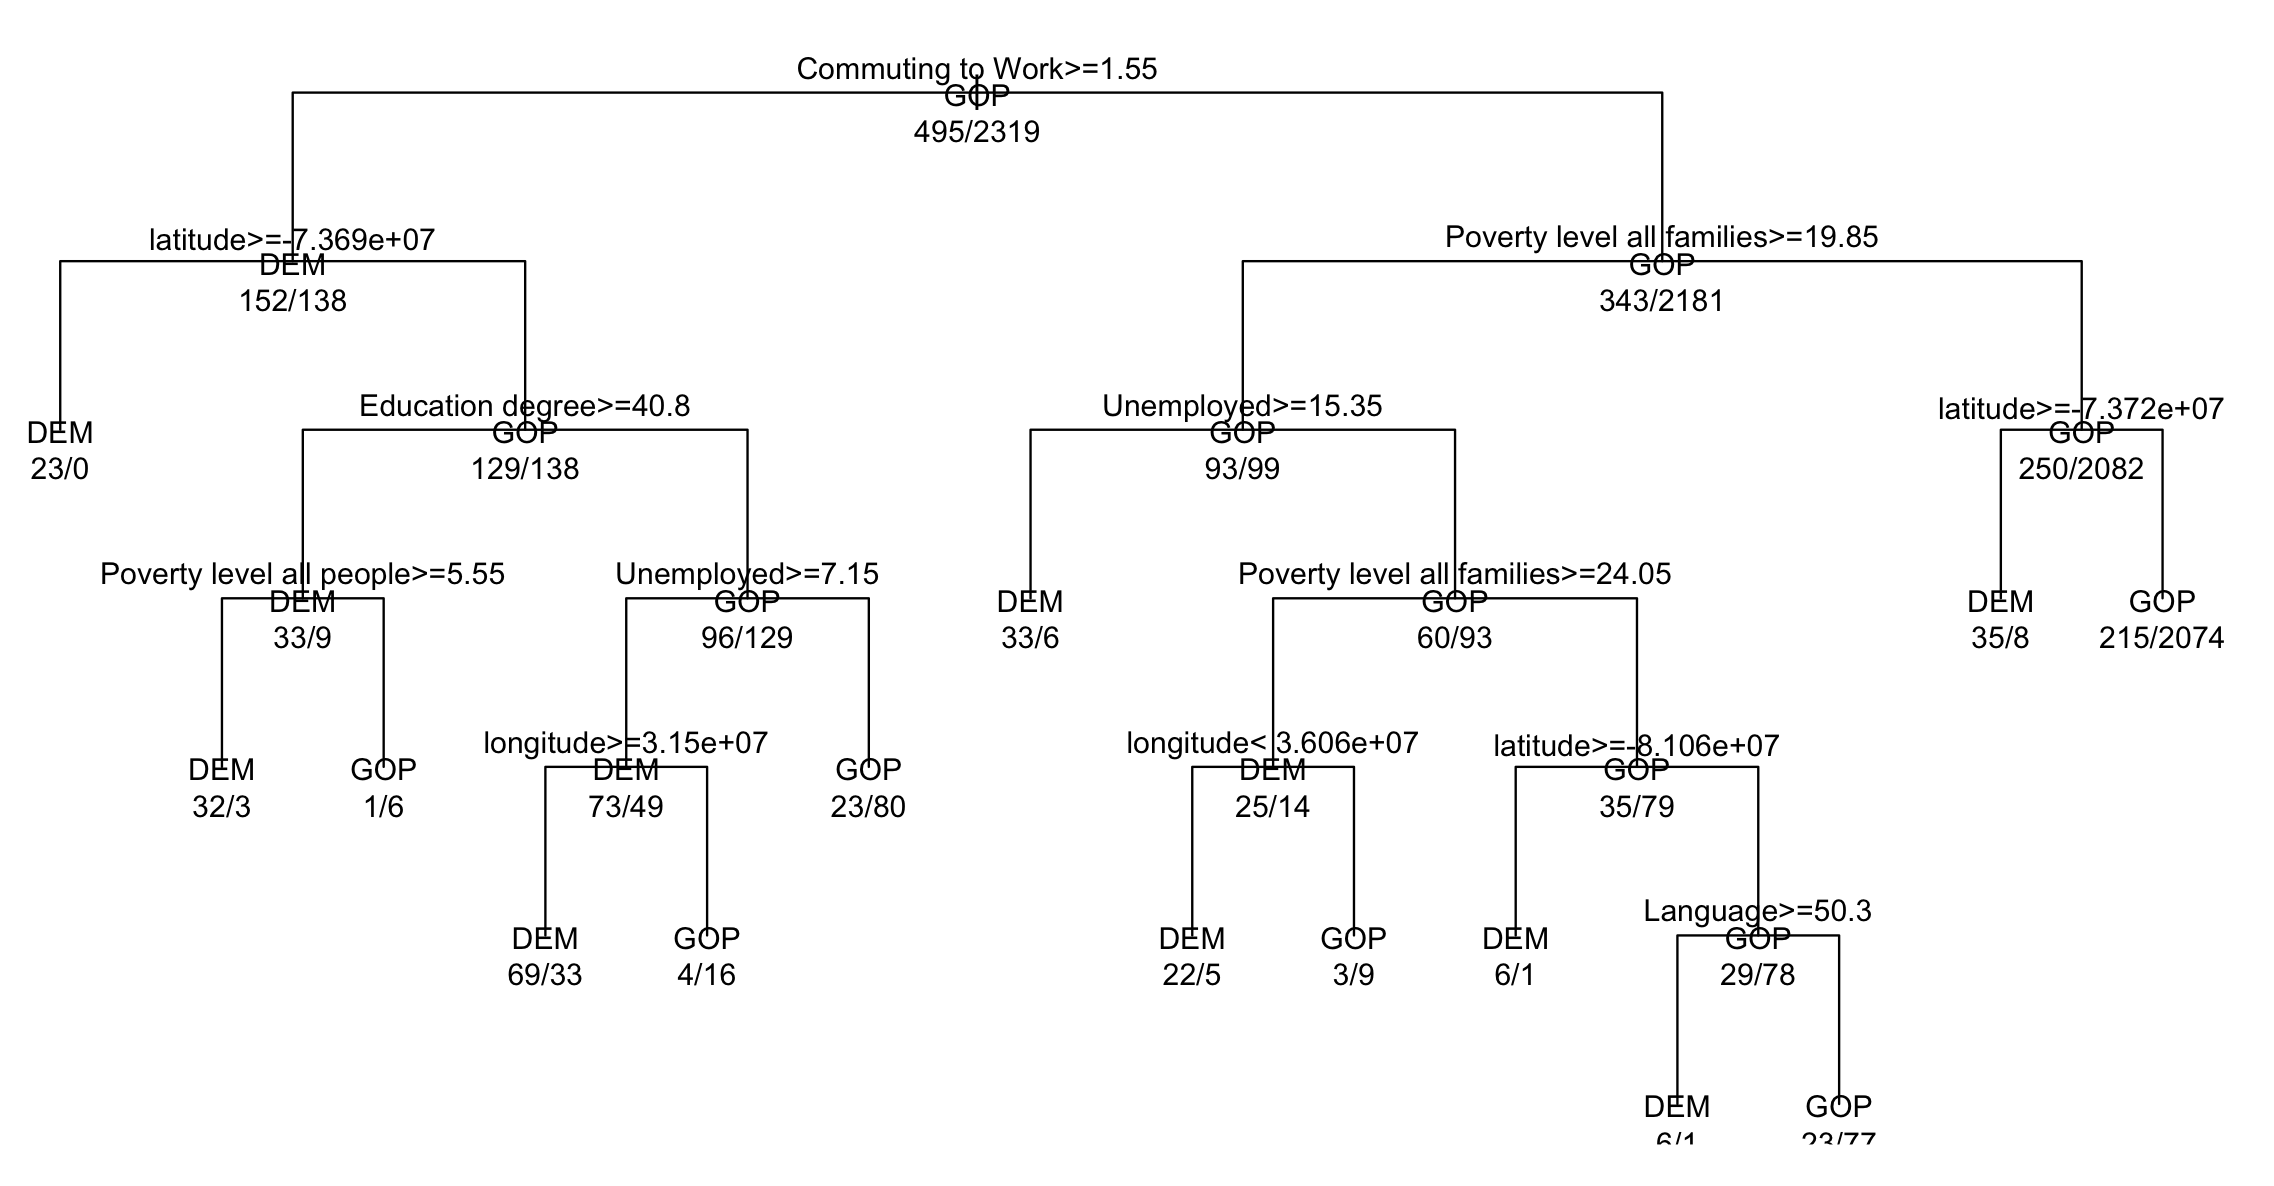 Commuting to Work>=1.55
GOP
495/2319
latitude>=-7.369e+07
DEM
152/138
Poverty level all families>=19.85
GOP
343/2181
DEM
23/0
Education degree>=40.8
GOP
129/138
Unemployed>=15.35
GOP
93/99
latitude>=-7.372e+07
GOP
250/2082
Poverty level all people>=5.55
DEM
33/9
Unemployed>=7.15
GOP
96/129
DEM
33/6
Poverty level all families>=24.05
GOP
60/93
DEM
35/8
GOP
215/2074
DEM
32/3
GOP
1/6
longitude>=3.15e+07
DEM
73/49
GOP
23/80
longitude< 3.606e+07
DEM
25/14
latitude>=-8.106e+07
GOP
35/79
DEM
69/33
GOP
4/16
DEM
22/5
GOP
3/9
DEM
6/1
Language>=50.3
GOP
29/78
DEM
6/1
GOP
23/77